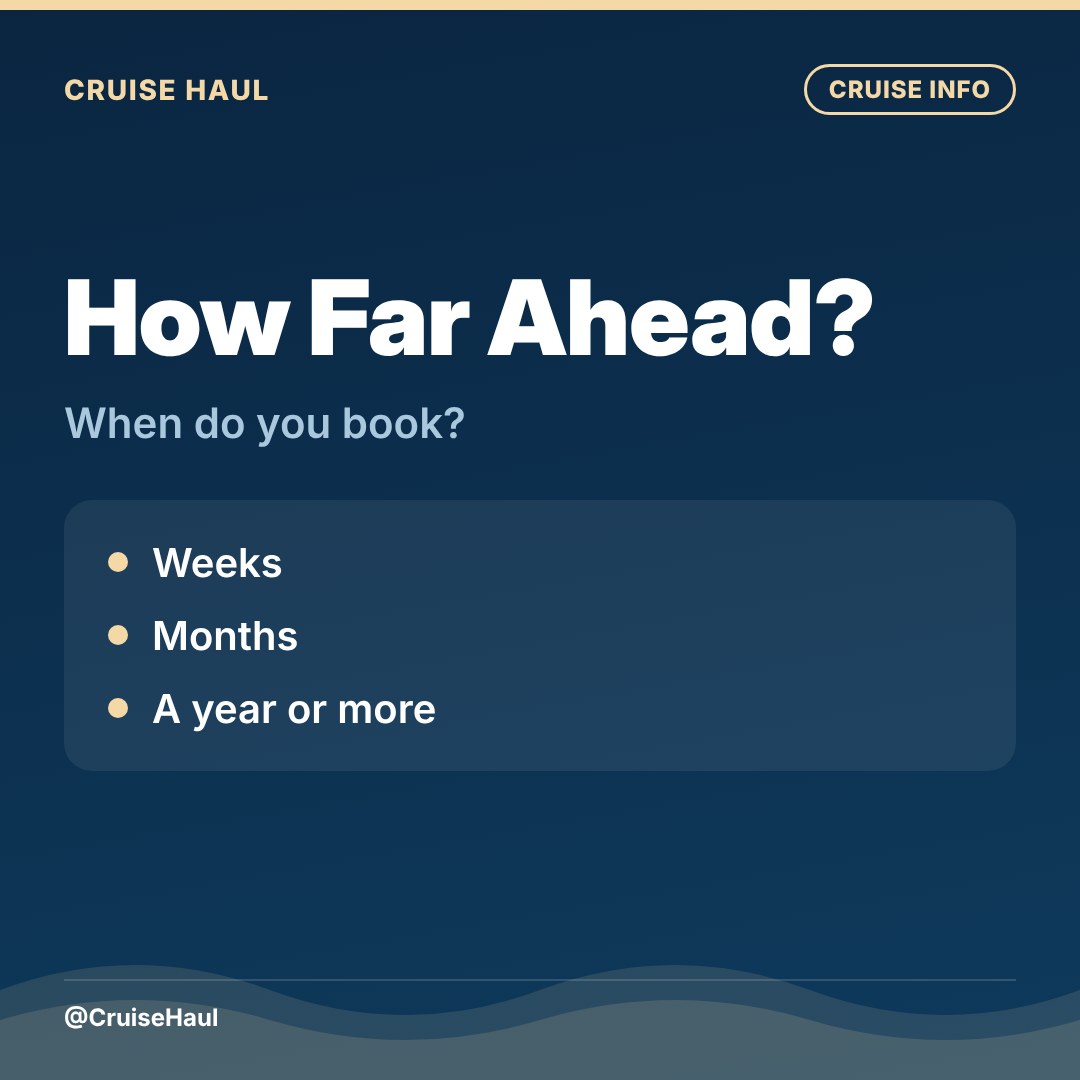 CRUISE HAUL
CRUISE INFO
How Far Ahead?
When do you book?
Weeks
Months
A year or more
@CruiseHaul